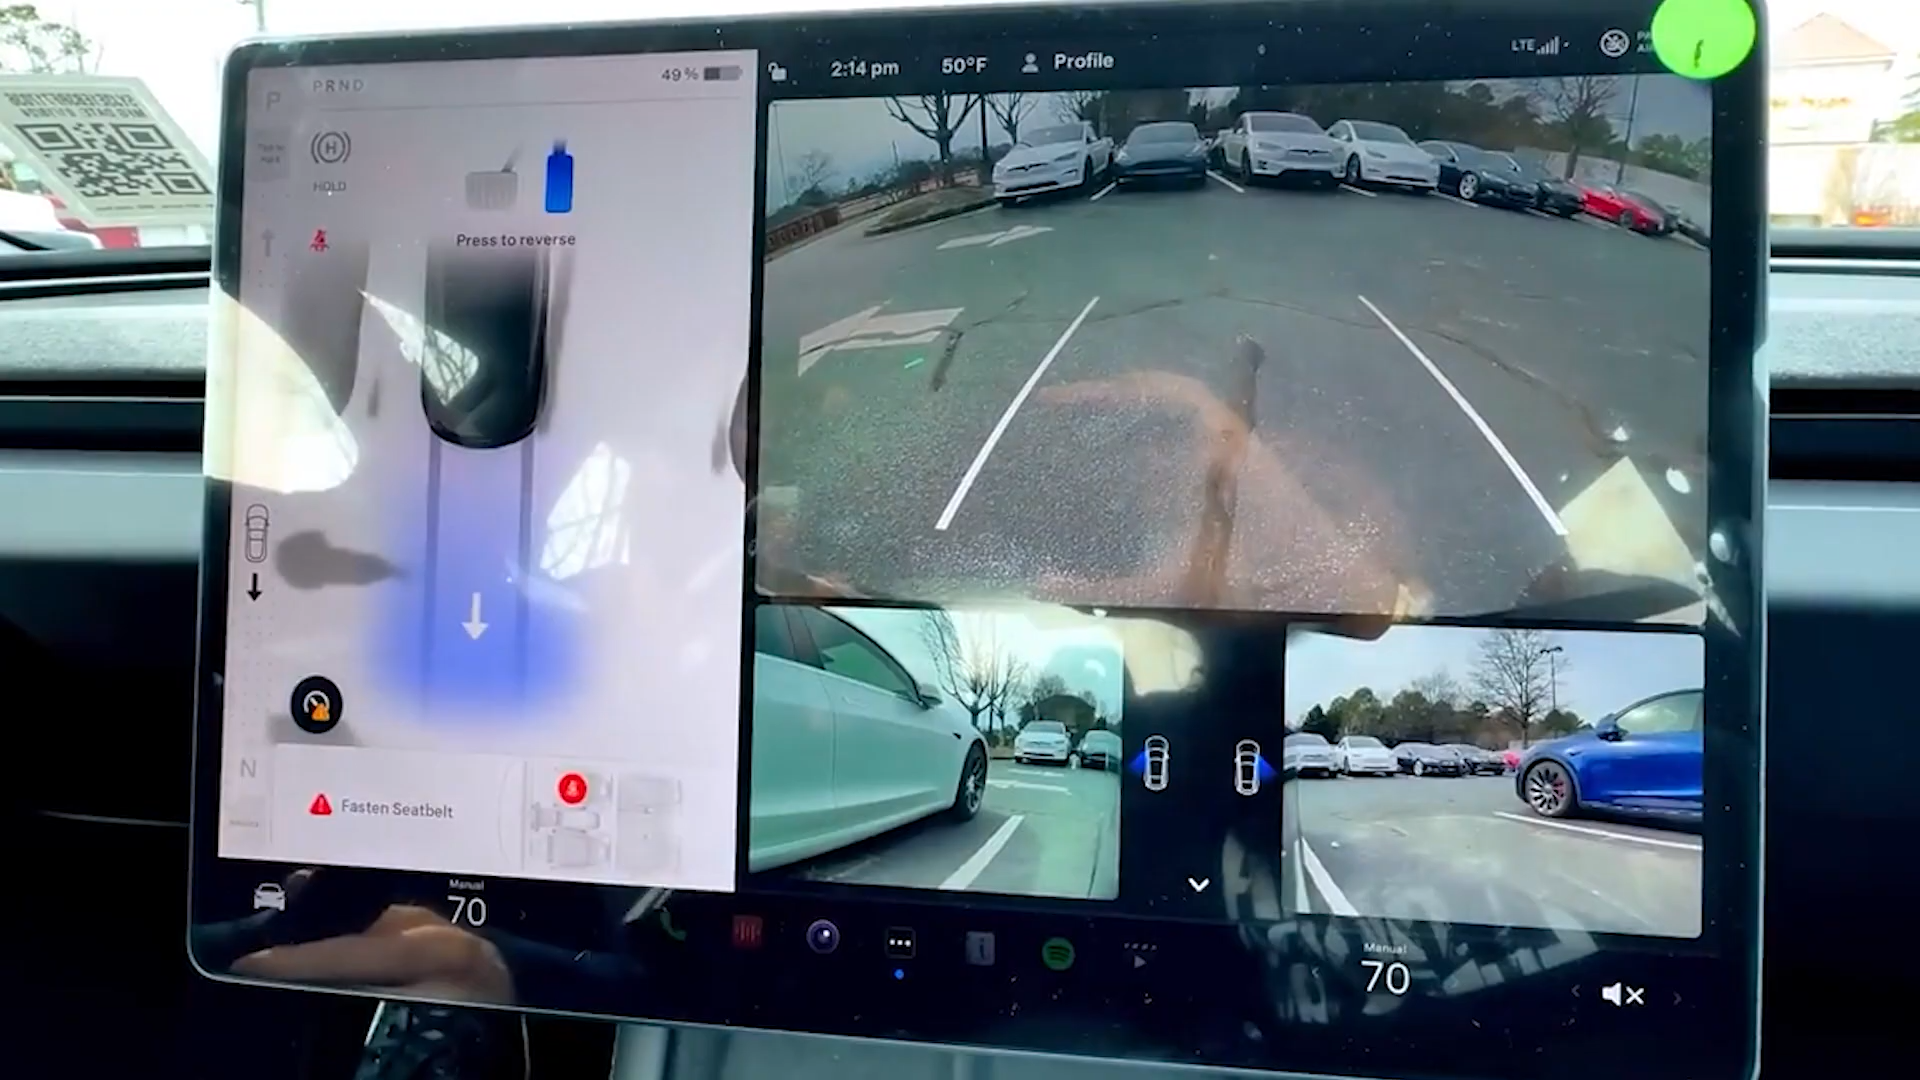 P
PRND
49%
2:14 pm
50°F
Profile
LTE
HOLD
Press to reverse
N
Fasten Seatbelt
Manual
70
Manual
70